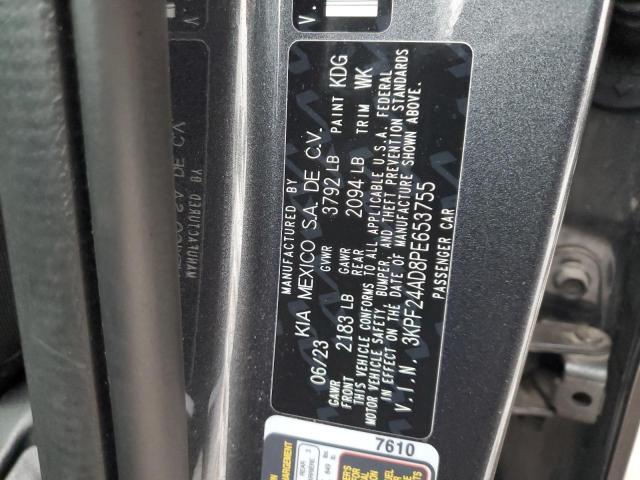 MANUFACTURED BY
KIA MEXICO S.A. DE C.V.
06/23 GVWR 3792 LB PAINT KDG
GAWR GAWR
FRONT 2183 LB REAR 2094 LB TRIM WK
THIS VEHICLE CONFORMS TO ALL APPLICABLE U.S.A. FEDERAL
MOTOR VEHICLE SAFETY, BUMPER, AND THEFT PREVENTION STANDARDS
IN EFFECT ON THE DATE OF MANUFACTURE SHOWN ABOVE.
V.I.N. 3KPF24AD8PE653755
PASSENGER CAR
V.
7610
REAR